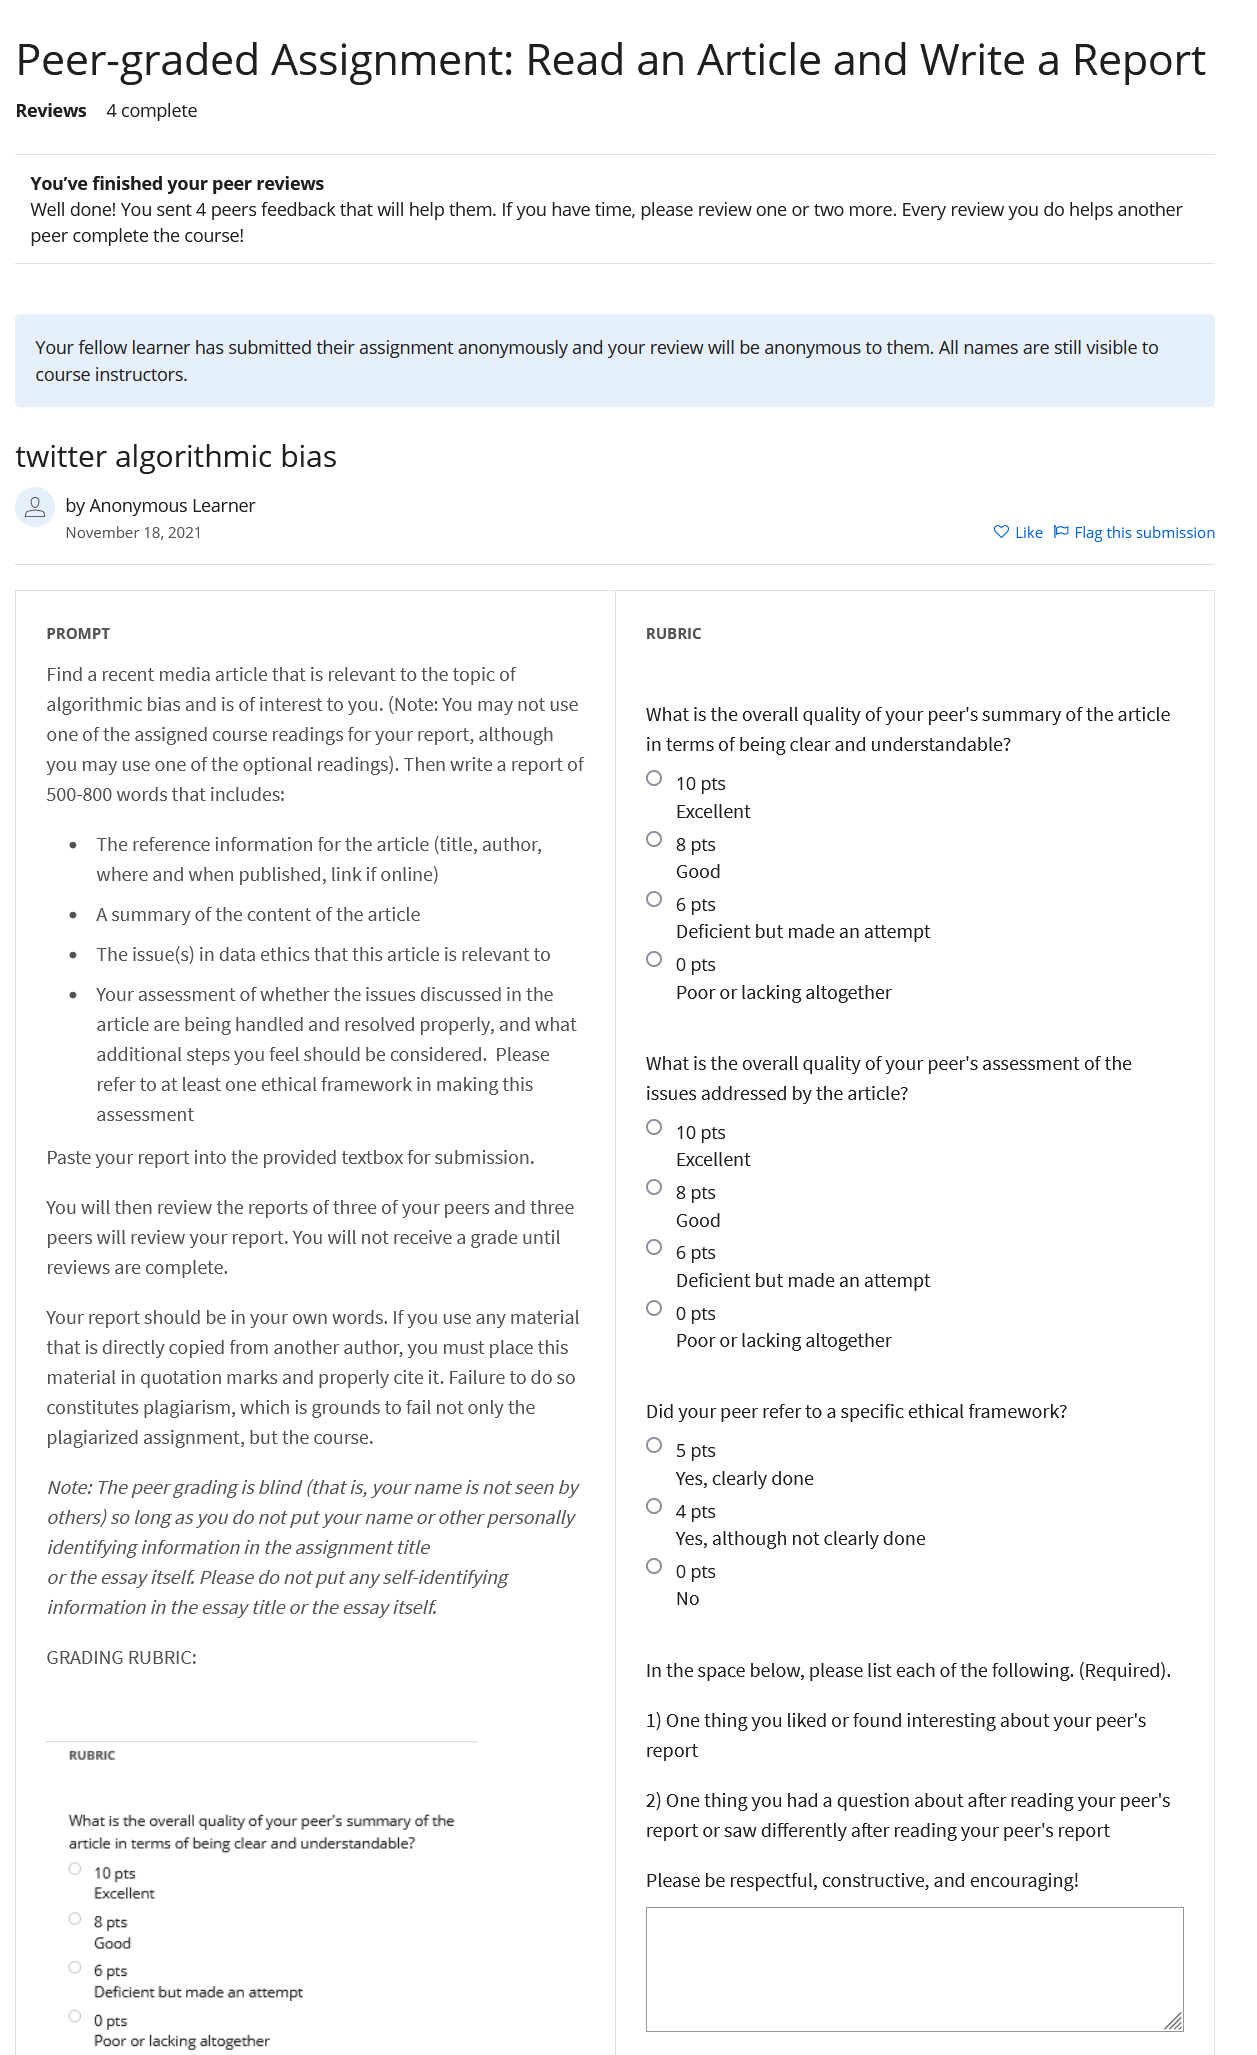 Peer-graded Assignment: Read an Article and Write a Report
Reviews 4 complete
You've finished your peer reviews
Well done! You sent 4 peers feedback that will help them. If you have time, please review one or two more. Every review you do helps another
peer complete the course!
Your fellow learner has submitted their assignment anonymously and your review will be anonymous to them. All names are still visible to
course instructors.
twitter algorithmic bias
by Anonymous Learner
November 18, 2021
Like Flag this submission
PROMPT
Find a recent media article that is relevant to the topic of
algorithmic bias and is of interest to you. (Note: You may not use
one of the assigned course readings for your report, although
you may use one of the optional readings). Then write a report of
500-800 words that includes:
• The reference information for the article (title, author,
where and when published, link if online)
• A summary of the content of the article
• The issue(s) in data ethics that this article is relevant to
• Your assessment of whether the issues discussed in the
article are being handled and resolved properly, and what
additional steps you feel should be considered. Please
refer to at least one ethical framework in making this
assessment
Paste your report into the provided textbox for submission.
You will then review the reports of three of your peers and three
peers will review your report. You will not receive a grade until
reviews are complete.
Your report should be in your own words. If you use any material
that is directly copied from another author, you must place this
material in quotation marks and properly cite it. Failure to do so
constitutes plagiarism, which is grounds to fail not only the
plagiarized assignment, but the course.
Note: The peer grading is blind (that is, your name is not seen by
others) so long as you do not put your name or other personally
identifying information in the assignment title
or the essay itself. Please do not put any self-identifying
information in the essay title or the essay itself.
GRADING RUBRIC:
RUBRIC
What is the overall quality of your peer's summary of the
article in terms of being clear and understandable?
10 pts
Excellent
8 pts
Good
6 pts
Deficient but made an attempt
0 pts
Poor or lacking altogether
RUBRIC
What is the overall quality of your peer's summary of the article
in terms of being clear and understandable?
10 pts
Excellent
8 pts
Good
6 pts
Deficient but made an attempt
0 pts
Poor or lacking altogether
What is the overall quality of your peer's assessment of the
issues addressed by the article?
10 pts
Excellent
8 pts
Good
6 pts
Deficient but made an attempt
0 pts
Poor or lacking altogether
Did your peer refer to a specific ethical framework?
5 pts
Yes, clearly done
4 pts
Yes, although not clearly done
0 pts
No
In the space below, please list each of the following. (Required).
1) One thing you liked or found interesting about your peer's
report
2) One thing you had a question about after reading your peer's
report or saw differently after reading your peer's report
Please be respectful, constructive, and encouraging!